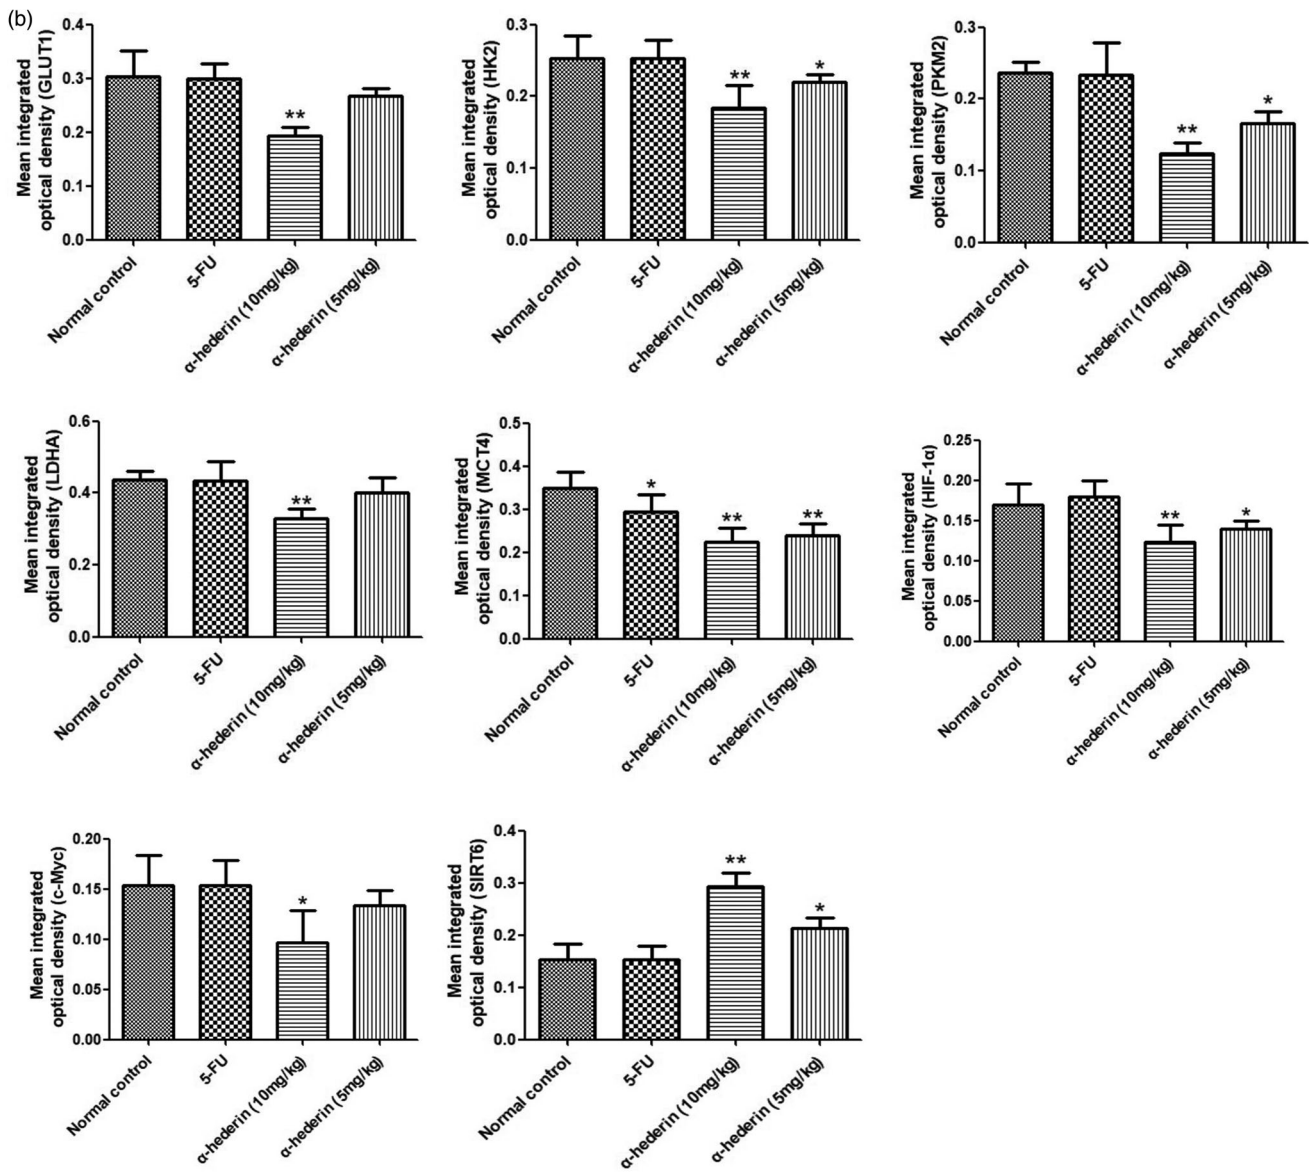 (b)
Mean integrated
optical density (GLUT1)
0.4
0.3
0.2
0.1
0.0
**
Normal control
5-FU
α-hederin (10mg/kg)
α-hederin (5mg/kg)
Mean integrated
optical density (HK2)
0.3
0.2
0.1
0.0
**
*
Normal control
5-FU
α-hederin (10mg/kg)
α-hederin (5mg/kg)
Mean integrated
optical density (PKM2)
0.3
0.2
0.1
0.0
**
*
Normal control
5-FU
α-hederin (10mg/kg)
α-hederin (5mg/kg)
Mean integrated
optical density (LDHA)
0.6
0.4
0.2
0.0
**
Normal control
5-FU
α-hederin (10mg/kg)
α-hederin (5mg/kg)
Mean integrated
optical density (MCT4)
0.5
0.4
0.3
0.2
0.1
0.0
*
**
**
Normal control
5-FU
α-hederin (10mg/kg)
α-hederin (5mg/kg)
Mean integrated
optical density (HIF-1α)
0.25
0.20
0.15
0.10
0.05
0.00
**
*
Normal control
5-FU
α-hederin (10mg/kg)
α-hederin (5mg/kg)
Mean integrated
optical density (c-Myc)
0.20
0.15
0.10
0.05
0.00
*
Normal control
5-FU
α-hederin (10mg/kg)
α-hederin (5mg/kg)
Mean integrated
optical density (SIRT6)
0.4
0.3
0.2
0.1
0.0
**
*
Normal control
5-FU
α-hederin (10mg/kg)
α-hederin (5mg/kg)